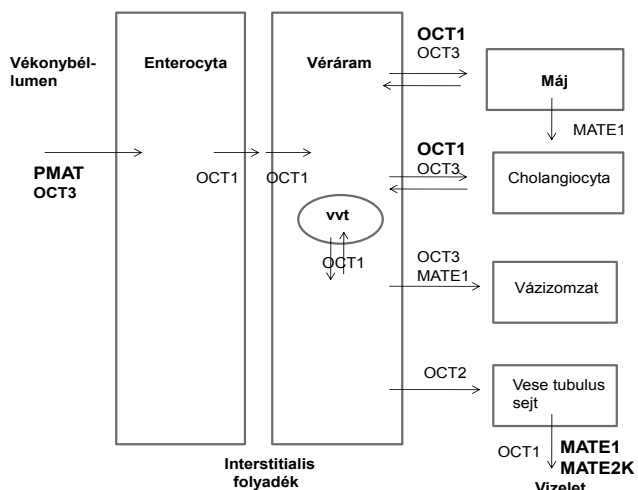 Vékonybél-
lumen
Enterocyta
Véráram
OCT1
OCT3
Máj
MATE1
PMAT
OCT3
OCT1
OCT1
OCT1
OCT3
Cholangiocyta
vvt
OCT1
OCT3
MATE1
Vázizomzat
OCT2
Vese tubulus
sejt
OCT1
MATE1
MATE2K
Interstitialis
folyadék
Vizelet